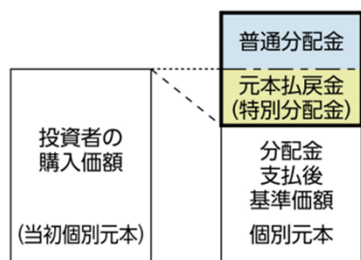 普通分配金
元本払戻金
(特別分配金)
投資者の
購入価額
(当初個別元本)
分配金
支払後
基準価額
個別元本